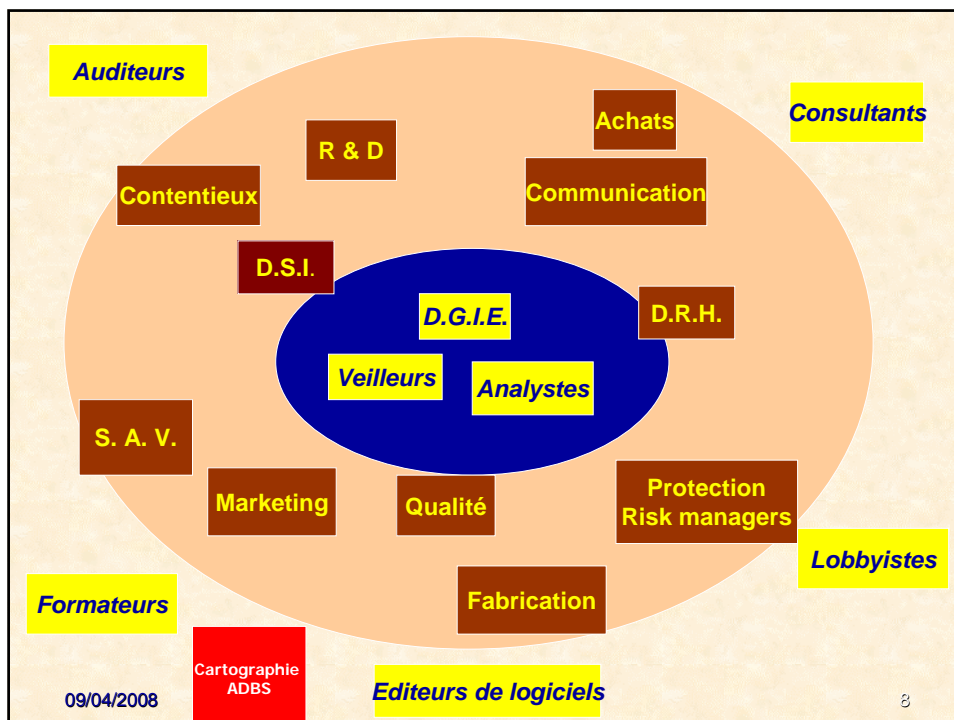 Auditeurs
Consultants
Achats
R & D
Communication
Contentieux
D.S.I.
D.G.I.E.
D.R.H.
Veilleurs
Analystes
S. A. V.
Marketing
Qualité
Protection
Risk managers
Lobbyistes
Formateurs
Fabrication
Cartographie
ADBS
Editeurs de logiciels
09/04/2008
8